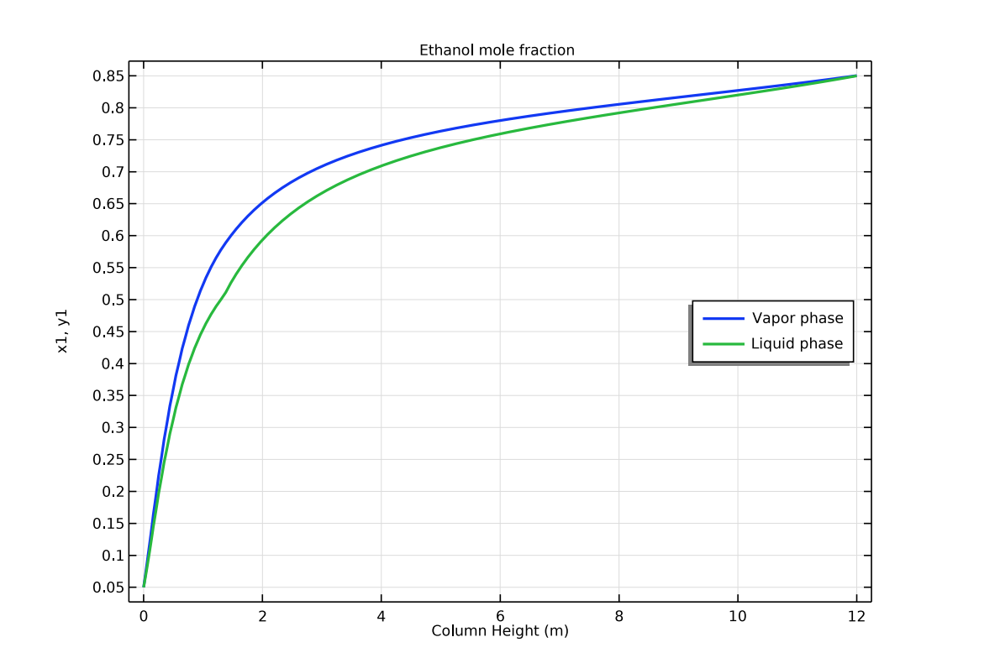 Ethanol mole fraction
0.85
0.8
0.75
0.7
0.65
0.6
0.55
0.5
0.45
0.4
0.35
0.3
0.25
0.2
0.15
0.1
0.05
x1, y1
Vapor phase
Liquid phase
0 2 4 6 8 10 12
Column Height (m)